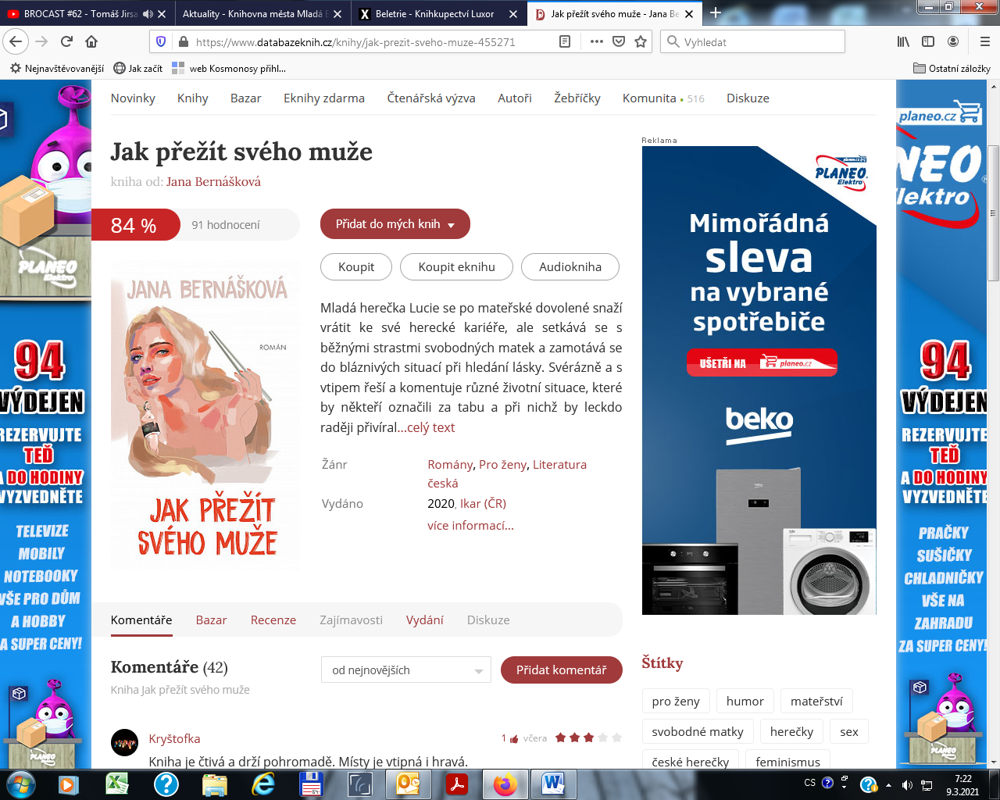 BROCAST #62 - Tomáš Jirsa
Aktuality - Knihovna města Mladá B
Beletrie - Knihkupectví Luxor
Jak přežít svého muže - Jana Be
https://www.databazeknih.cz/knihy/jak-prezit-sveho-muze-455271
Vyhledat
Nejnavštěvovanější
Jak začít
web Kosmonosy přihl...
Ostatní záložky
Novinky
Knihy
Bazar
Eknihy zdarma
Čtenářská výzva
Autoři
Žebříčky
Komunita • 516
Diskuze
Jak přežít svého muže
kniha od: Jana Bernášková
84 %
91 hodnocení
Přidat do mých knih
Koupit
Koupit eknihu
Audiokniha
JANA BERNÁŠKOVÁ
ROMÁN
JAK PŘEŽÍT
SVÉHO MUŽE
Mladá herečka Lucie se po mateřské dovolené snaží
vrátit ke své herecké kariéře, ale setkává se s
běžnými strastmi svobodných matek a zamotává se
do bláznivých situací při hledání lásky. Svérázně a s
vtipem řeší a komentuje různé životní situace, které
by někteří označili za tabu a při nichž by leckdo
raději přivíral...celý text
Žánr
Romány, Pro ženy, Literatura
česká
Vydáno
2020, Ikar (ČR)
více informací...
Komentáře
Bazar
Recenze
Zajímavosti
Vydání
Diskuze
Komentáře (42)
Kniha Jak přežít svého muže
od nejnovějších
Přidat komentář
Kryštofka
1
včera
Kniha je čtivá a drží pohromadě. Místy je vtipná i hravá.
Reklama
planeo.cz
PLANEO
Elektro
Mimořádná
sleva
na vybrané
spotřebiče
UŠETŘI NA
planeo.cz
beko
Štítky
pro ženy
humor
mateřství
svobodné matky
herečky
sex
české herečky
feminismus
PLANEO
Elektro
94
VÝDEJEN
REZERVUJTE
TEĎ
A DO HODINY
VYZVEDNĚTE
TELEVIZE
MOBILY
NOTEBOOKY
VŠE PRO DŮM
A HOBBY
ZA SUPER CENY!
PLANEO
planeo.cz
PLANEO
Elektro
94
VÝDEJEN
REZERVUJTE
TEĎ
A DO HODINY
VYZVEDNĚTE
PRAČKY
SUŠIČKY
CHLADNIČKY
VŠE NA
ZAHRADU
ZA SUPER CENY!
PLANEO
CS
7:22
9.3.2021